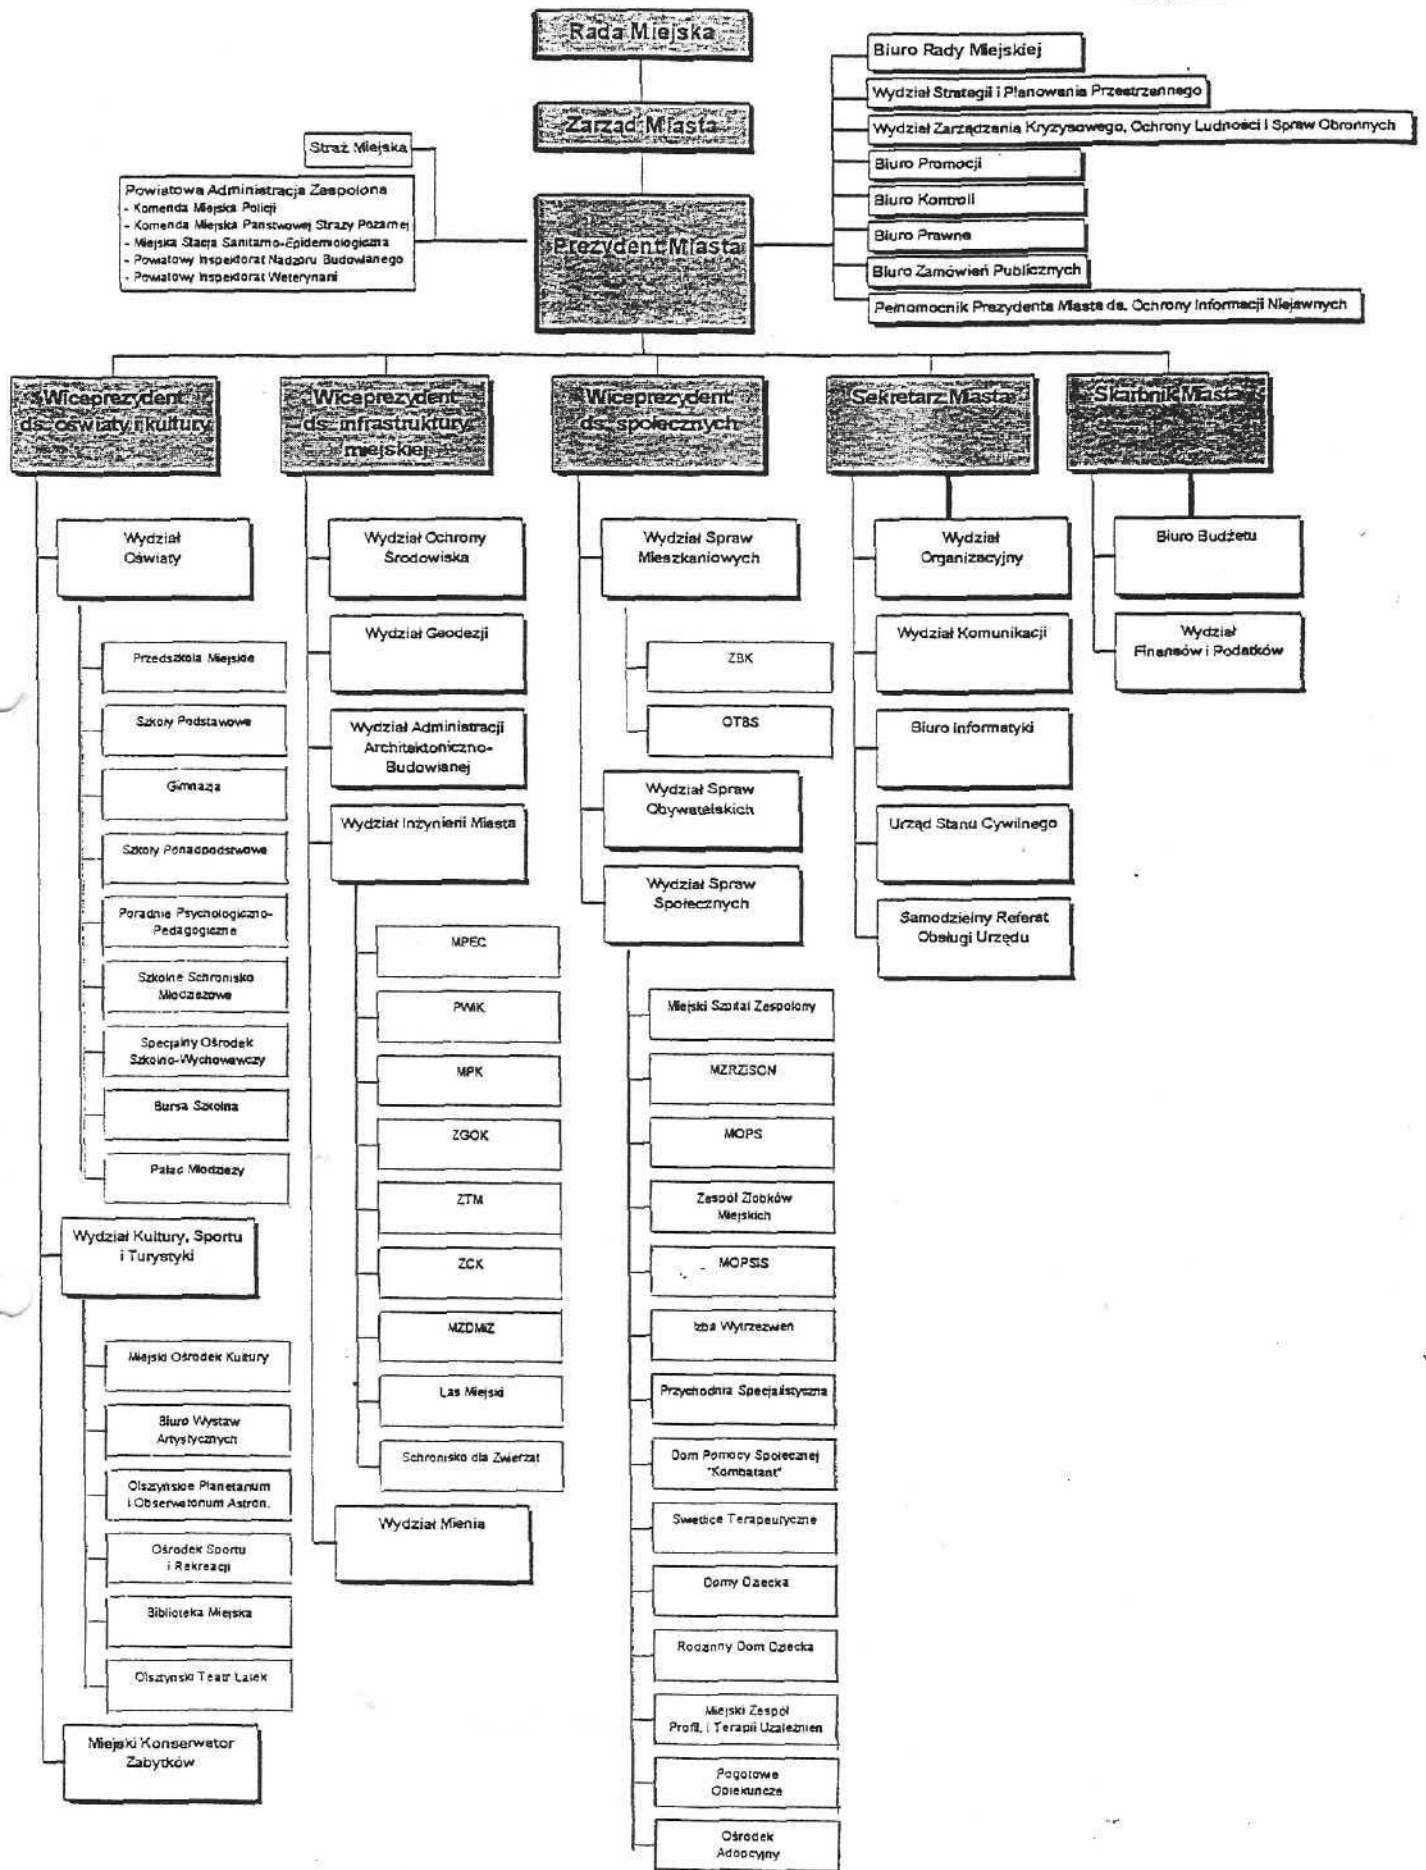 Rada Miejska
Zarząd Miasta
Prezydent Miasta
Straż Miejska
Powiatowa Administracja Zespolona
- Komenda Miejska Policji
- Komenda Miejska Panstwowej Strazy Pozarnej
- Miejska Stacja Sanitarno-Epidemiologiczna
- Powiatowy Inspektorat Nadzoru Budowlanego
- Powiatowy Inspektorat Weterynarii
Biuro Rady Miejskiej
Wydział Strategii i Planowania Przestrzennego
Wydział Zarządzania Kryzysowego, Ochrony Ludności i Spraw Obronnych
Biuro Promocji
Biuro Kontroli
Biuro Prawne
Biuro Zamówień Publicznych
Pełnomocnik Prezydenta Miasta ds. Ochrony Informacji Niejawnych
Wiceprezydent
ds. oświaty i kultury
Wydział
Oświaty
Przedszkola Miejskie
Szkoły Podstawowe
Gimnazja
Szkoły Ponadpodstwowe
Poradnie Psychologiczno-
Pedagogiczne
Szkolne Schronisko
Młodzieżowe
Specjalny Ośrodek
Szkolno-Wychowawczy
Bursa Szkolna
Pałac Młodzieży
Wydział Kultury, Sportu
i Turystyki
Miejski Ośrodek Kultury
Biuro Wystaw
Artystycznych
Olsztyńskie Planetarium
i Obserwatorium Astron.
Ośrodek Sportu
i Rekreacji
Biblioteka Miejska
Olsztyński Teatr Lalek
Miejski Konserwator
Zabytków
Wiceprezydent
ds. infrastruktury
miejskiej
Wydział Ochrony
Środowiska
Wydział Geodezji
Wydział Administracji
Architektoniczno-
Budowlanej
Wydział Inżynierii Miasta
MPEC
PWiK
MPK
ZGOK
ZTM
ZCK
MZDMiZ
Las Miejski
Schronisko dla Zwierząt
Wydział Mienia
Wiceprezydent
ds. społecznych
Wydział Spraw
Mieszkaniowych
ZBK
OTBS
Wydział Spraw
Obywatelskich
Wydział Spraw
Społecznych
Miejski Szpital Zespolony
MZRZiSON
MOPS
Zespół Żłobków
Miejskich
MOPSiS
Izba Wytrzeźwień
Przychodnia Specjalistyczna
Dom Pomocy Społecznej
"Kombatant"
Świetlice Terapeutyczne
Domy Dziecka
Rodzinny Dom Dziecka
Miejski Zespół
Profil. i Terapii Uzależnien
Pogotowie
Opiekuńcze
Ośrodek
Adopcyjny
Sekretarz Miasta
Wydział
Organizacyjny
Wydział Komunikacji
Biuro Informatyki
Urząd Stanu Cywilnego
Samodzielny Referat
Obsługi Urzędu
Skarbnik Miasta
Biuro Budżetu
Wydział
Finansów i Podatków